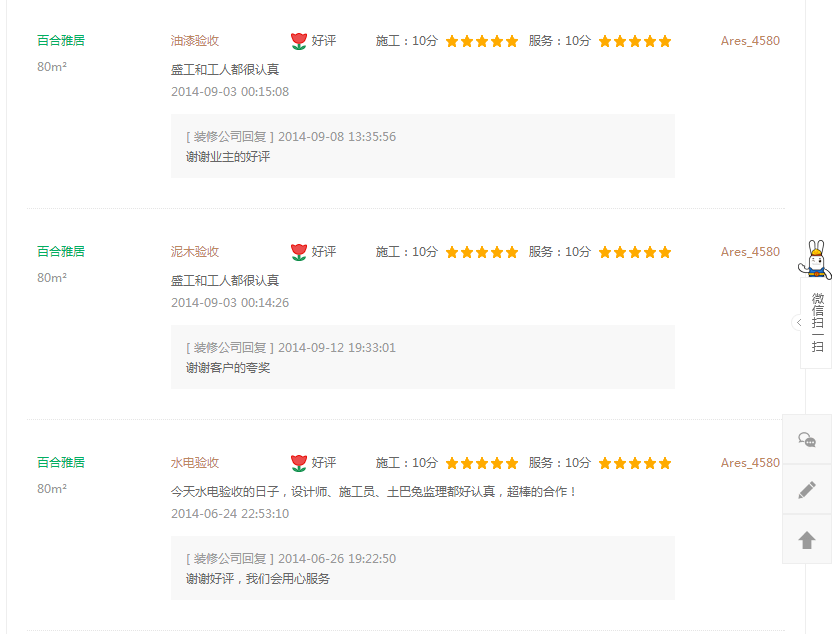 百合雅居 油漆验收 好评 施工：10分 服务：10分 Ares_4580
80m² 盛工和工人都很认真
2014-09-03 00:15:08
[ 装修公司回复 ] 2014-09-08 13:35:56
谢谢业主的好评
百合雅居 泥木验收 好评 施工：10分 服务：10分 Ares_4580
80m² 盛工和工人都很认真
2014-09-03 00:14:26
[ 装修公司回复 ] 2014-09-12 19:33:01
谢谢客户的夸奖
微信扫一扫
百合雅居 水电验收 好评 施工：10分 服务：10分 Ares_4580
80m² 今天水电验收的日子，设计师、施工员、土巴兔监理都好认真，超棒的合作！
2014-06-24 22:53:10
[ 装修公司回复 ] 2014-06-26 19:22:50
谢谢好评，我们会用心服务